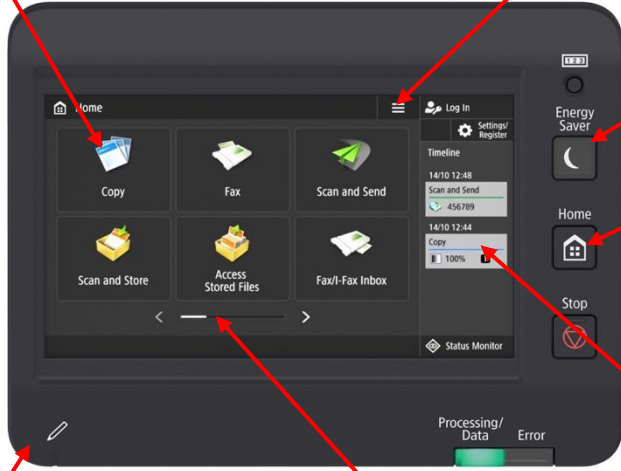 123
Home
Log In
Energy
Saver
Settings/
Register
Timeline
14/10 12:48
Scan and Send
456789
14/10 12:44
Copy
100%
1
Copy
Fax
Scan and Send
Home
Scan and Store
Access
Stored Files
Fax/I-Fax Inbox
Stop
Status Monitor
Processing/
Data
Error